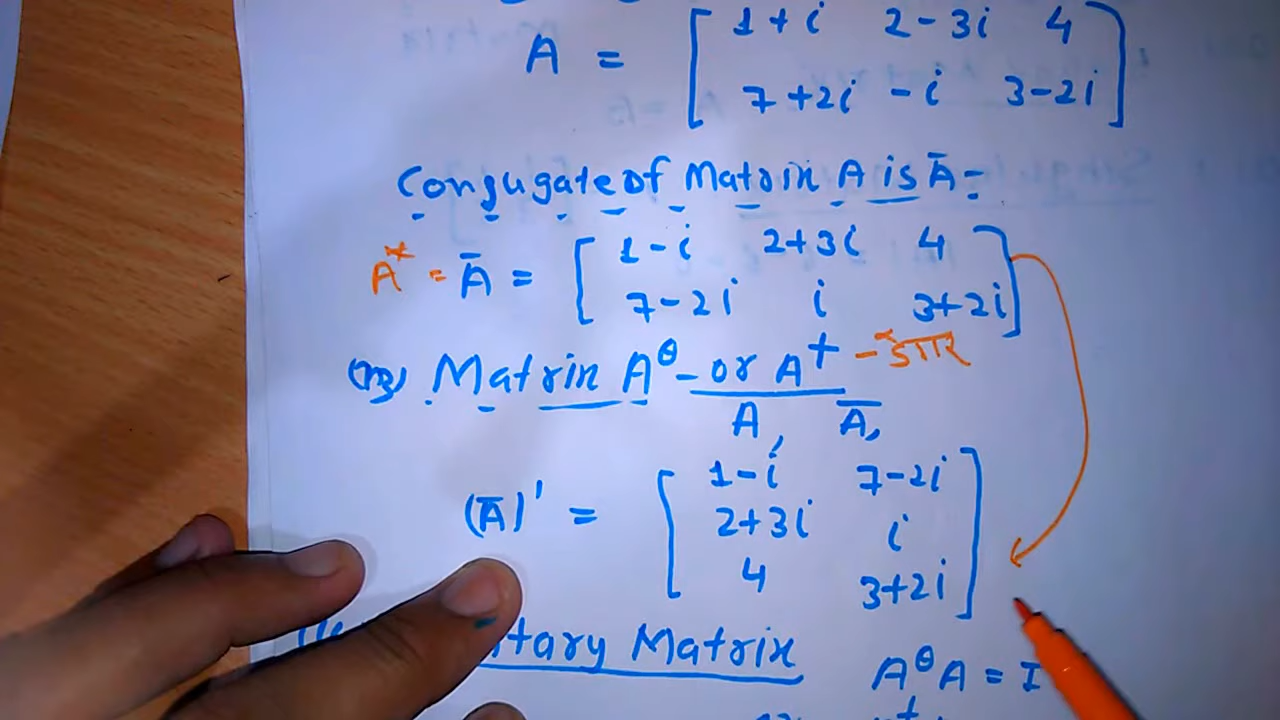 A = [ 1+i 2-3i 4
7+2i -i 3-2i ]
Conjugate of Matrix A is Ā -
A* = Ā = [ 1-i 2+3i 4
7-2i i 3+2i ]
Matrix A^θ - or A^†
A, Ā,
(Ā)' = [ 1-i 7-2i
2+3i i
4 3+2i ]
tary Matrix A^θ A = I